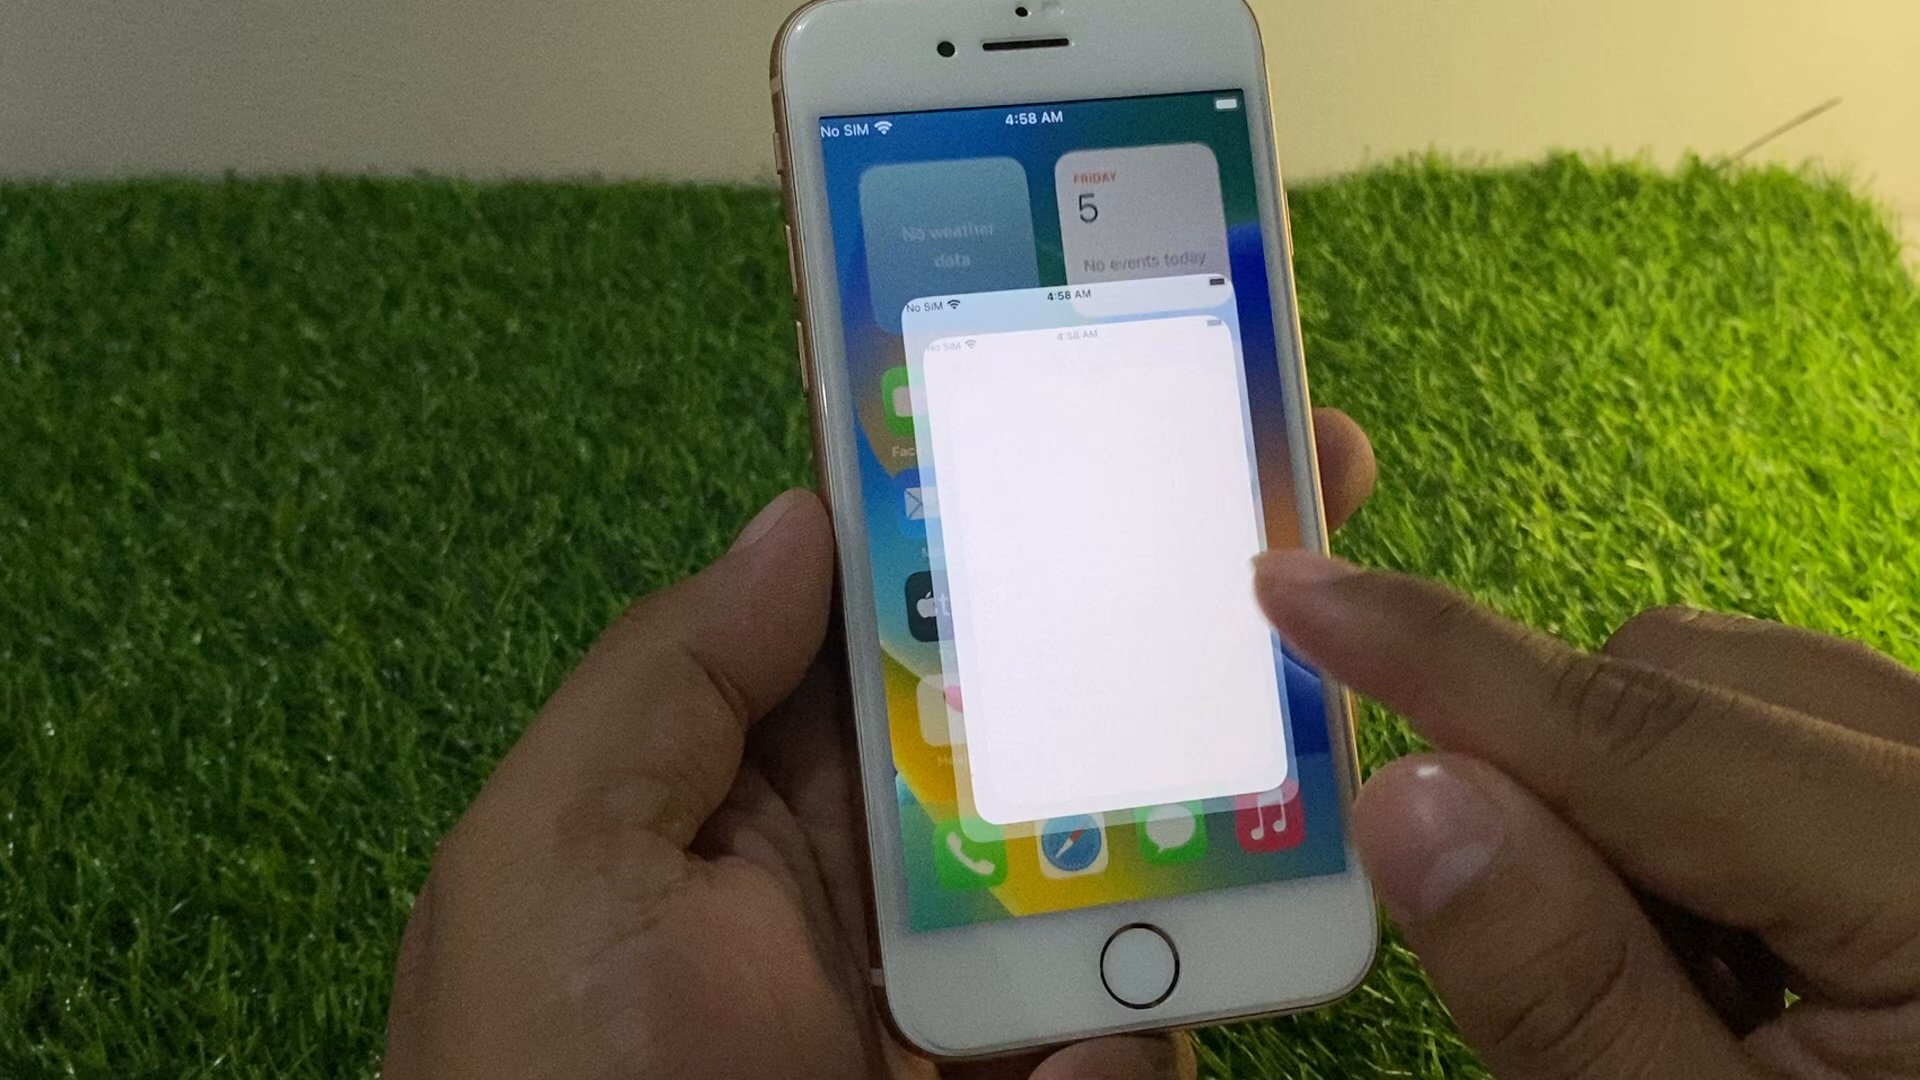 No SIM 4:58 AM
No weather
data
FRIDAY
5
No events today
No SIM 4:58 AM
No SIM 4:58 AM